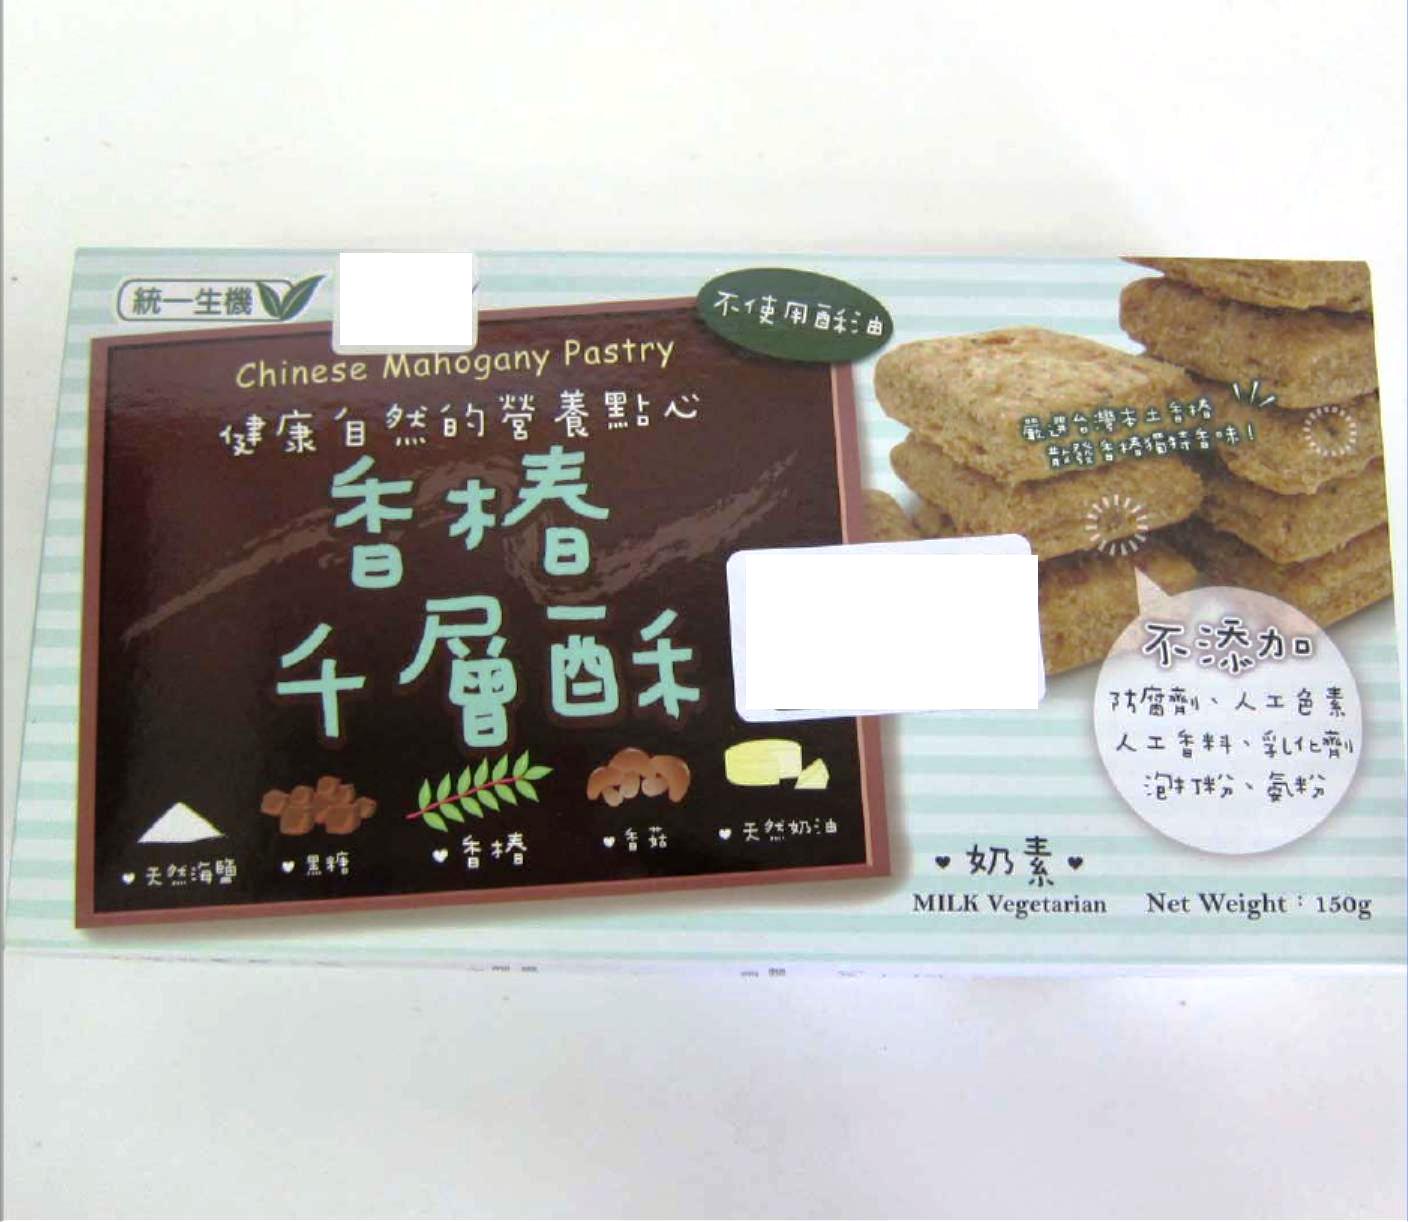 統一生機
不使用酥油
Chinese Mahogany Pastry
健康自然的營養點心
香椿
千層酥
嚴選台灣本土香椿
散發香椿獨特香味!
不添加
防腐劑、人工色素
人工香料、乳化劑
泡打粉、氨粉
♥天然海鹽 ♥黑糖 ♥香椿 ♥香菇 ♥天然奶油
♥奶素♥
MILK Vegetarian Net Weight：150g